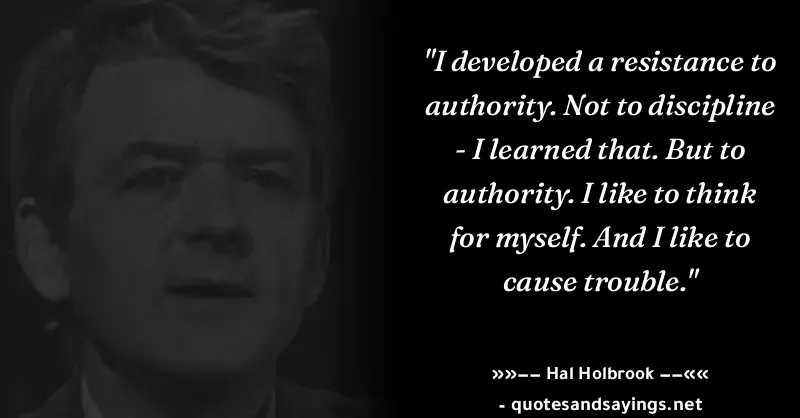 "I developed a resistance to
authority. Not to discipline
- I learned that. But to
authority. I like to think
for myself. And I like to
cause trouble."
»»−− Hal Holbrook −−««
- quotesandsayings.net